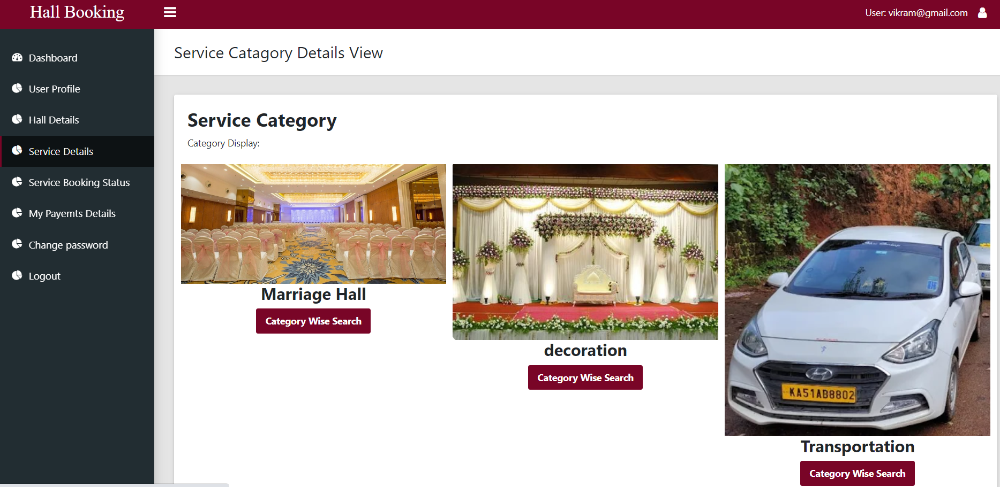 Hall Booking
User: vikram@gmail.com
Dashboard
User Profile
Hall Details
Service Details
Service Booking Status
My Payemts Details
Change password
Logout
Service Catagory Details View
Service Category
Category Display:
Marriage Hall
Category Wise Search
decoration
Category Wise Search
KA51AB8802
Transportation
Category Wise Search